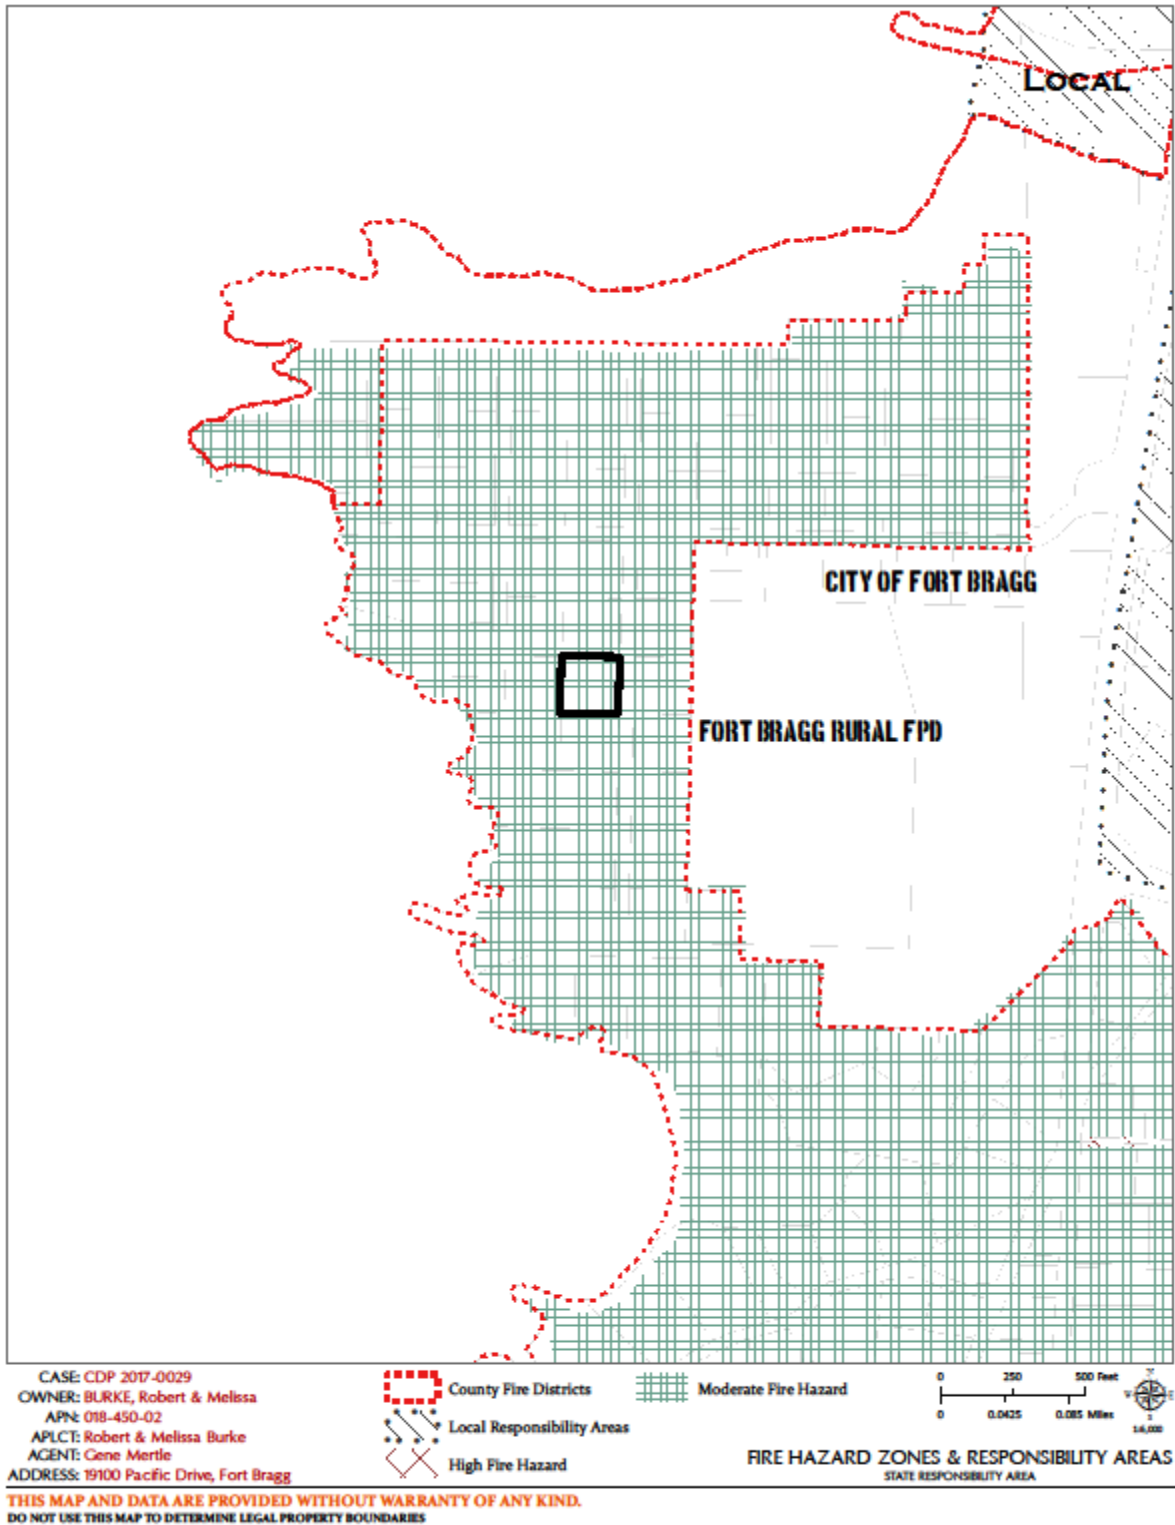 LOCAL
CITY OF FORT BRAGG
FORT BRAGG RURAL FPD
CASE: CDP 2017-0029
OWNER: BURKE, Robert & Melissa
APN: 018-450-02
APLCT: Robert & Melissa Burke
AGENT: Gene Mertle
ADDRESS: 19100 Pacific Drive, Fort Bragg
County Fire Districts
Local Responsibility Areas
High Fire Hazard
Moderate Fire Hazard
0 250 500 Feet
0 0.0425 0.085 Miles
1:6,000
FIRE HAZARD ZONES & RESPONSIBILITY AREAS
STATE RESPONSIBILITY AREA
THIS MAP AND DATA ARE PROVIDED WITHOUT WARRANTY OF ANY KIND.
DO NOT USE THIS MAP TO DETERMINE LEGAL PROPERTY BOUNDARIES